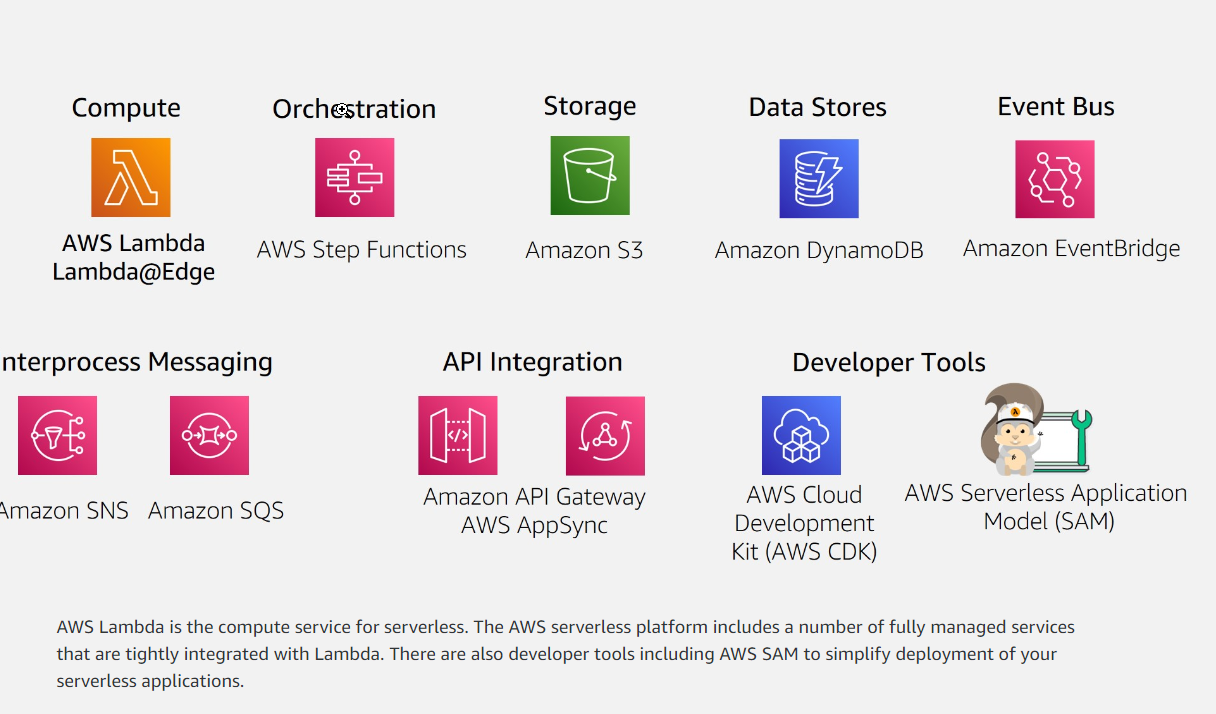 Compute
Orchestration
Storage
Data Stores
Event Bus
AWS Lambda
Lambda@Edge
AWS Step Functions
Amazon S3
Amazon DynamoDB
Amazon EventBridge
nterprocess Messaging
API Integration
Developer Tools
Amazon SNS
Amazon SQS
Amazon API Gateway
AWS AppSync
AWS Cloud
Development
Kit (AWS CDK)
AWS Serverless Application
Model (SAM)
AWS Lambda is the compute service for serverless. The AWS serverless platform includes a number of fully managed services
that are tightly integrated with Lambda. There are also developer tools including AWS SAM to simplify deployment of your
serverless applications.